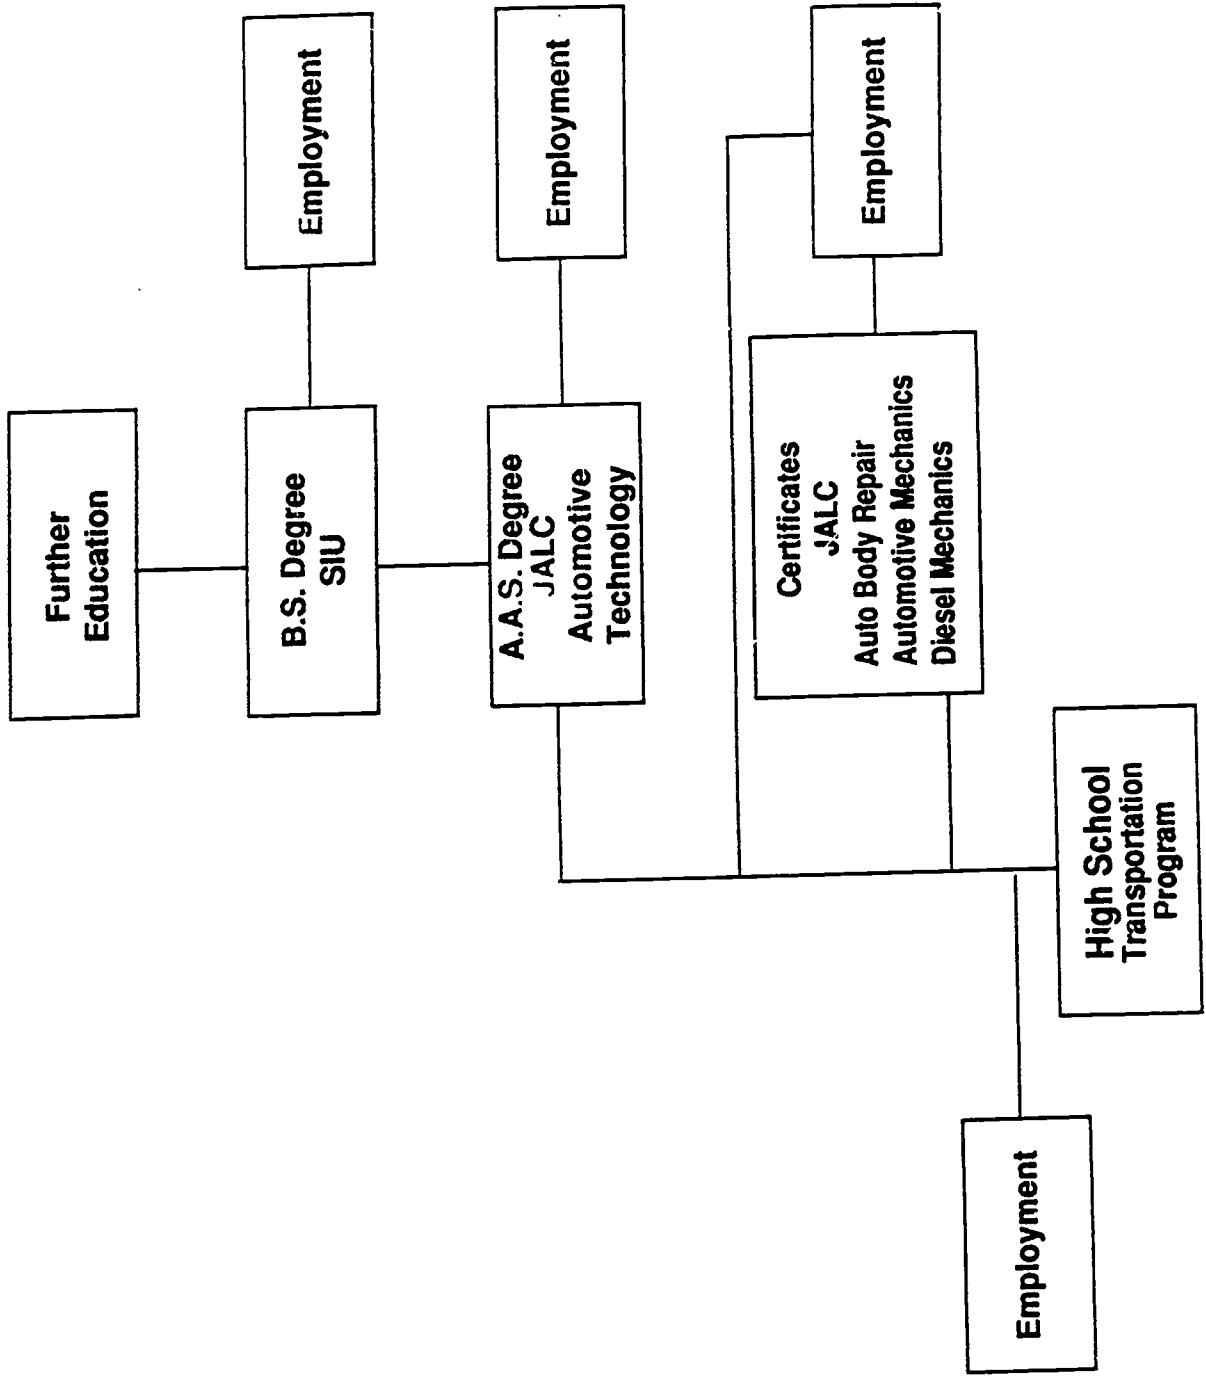 Further
Education
B.S. Degree
SIU
Employment
A.A.S. Degree
JALC
Automotive
Technology
Employment
Certificates
JALC
Auto Body Repair
Automotive Mechanics
Diesel Mechanics
Employment
High School
Transportation
Program
Employment